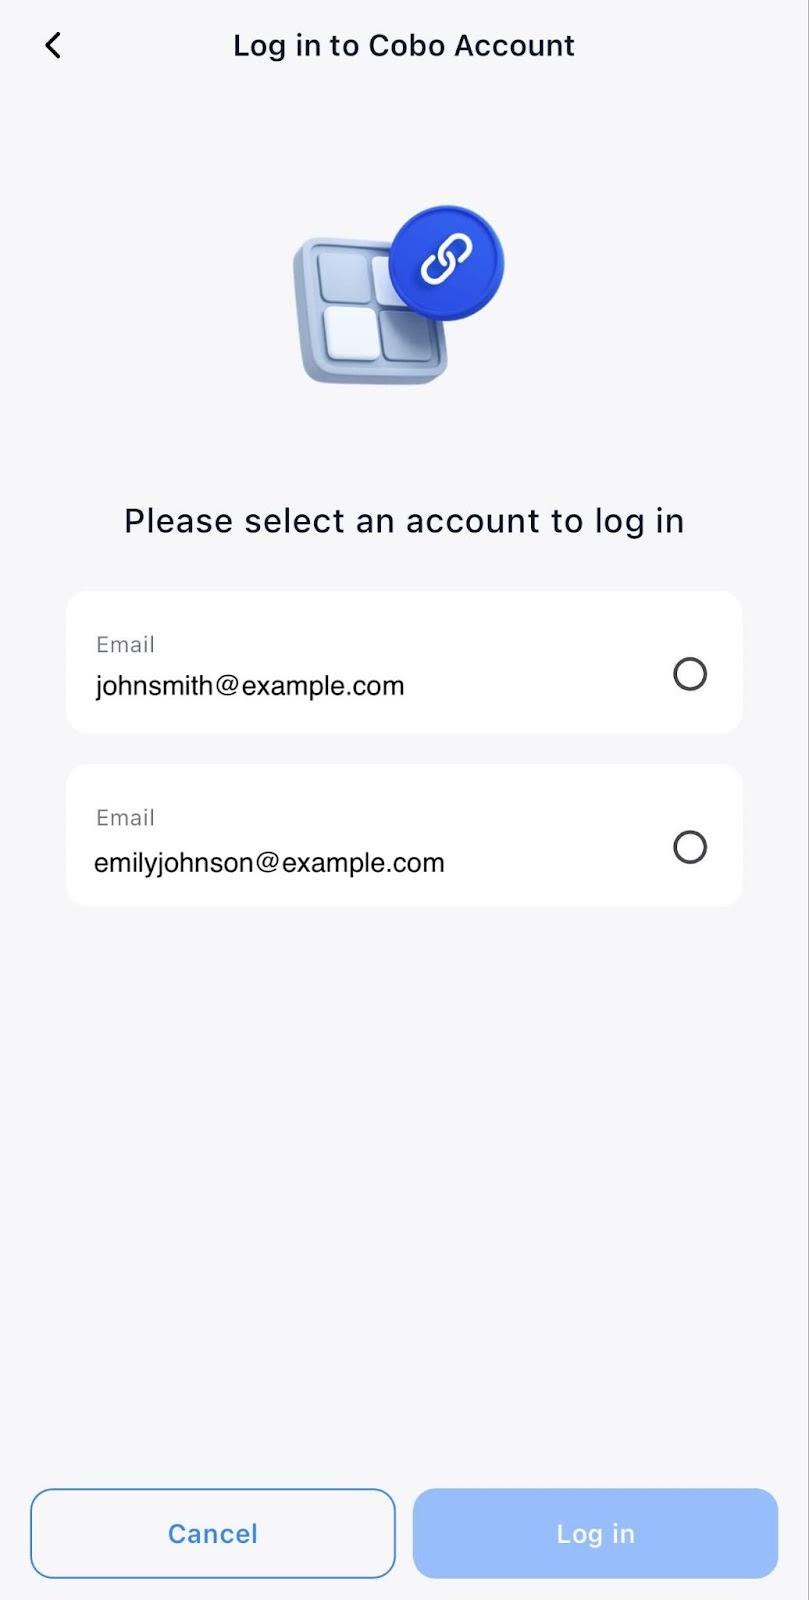 Log in to Cobo Account
Please select an account to log in
Email
johnsmith@example.com
Email
emilyjohnson@example.com
Cancel
Log in